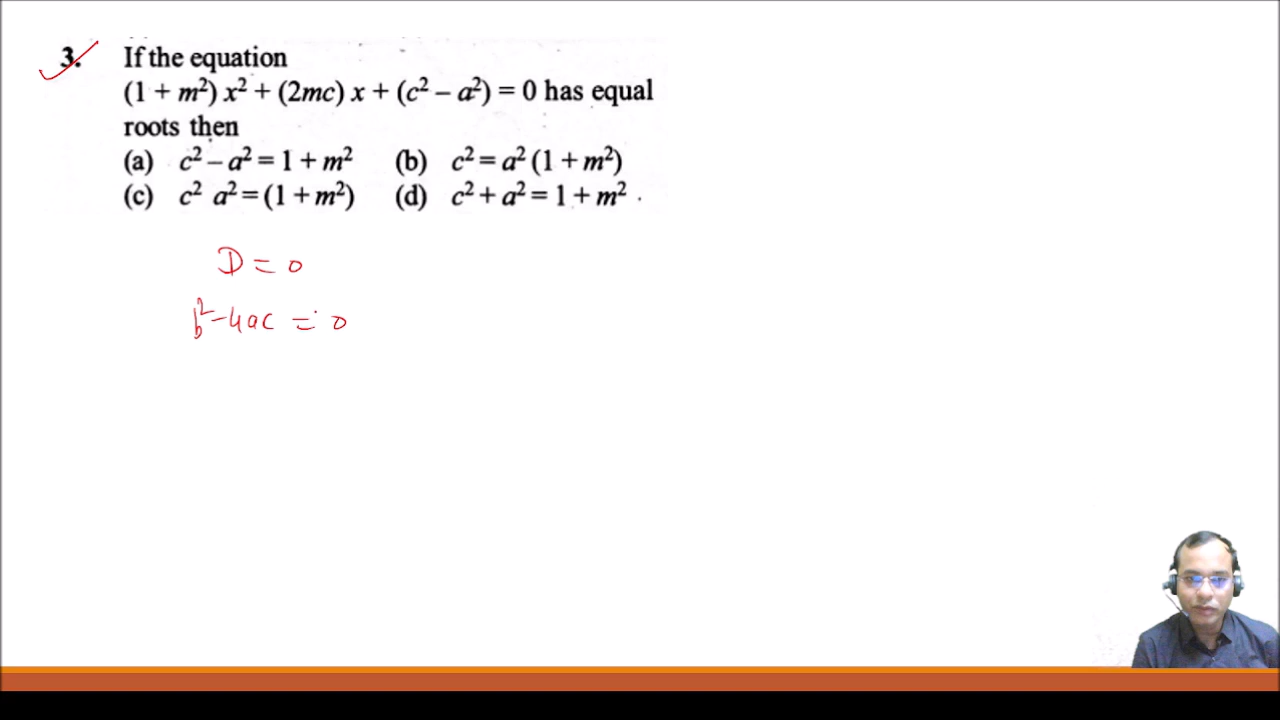 3. If the equation
(1 + m²) x² + (2mc) x + (c² – a²) = 0 has equal
roots then
(a) c² – a² = 1 + m² (b) c² = a² (1 + m²)
(c) c² a² = (1 + m²) (d) c² + a² = 1 + m² .
D = 0
b² – 4ac = 0